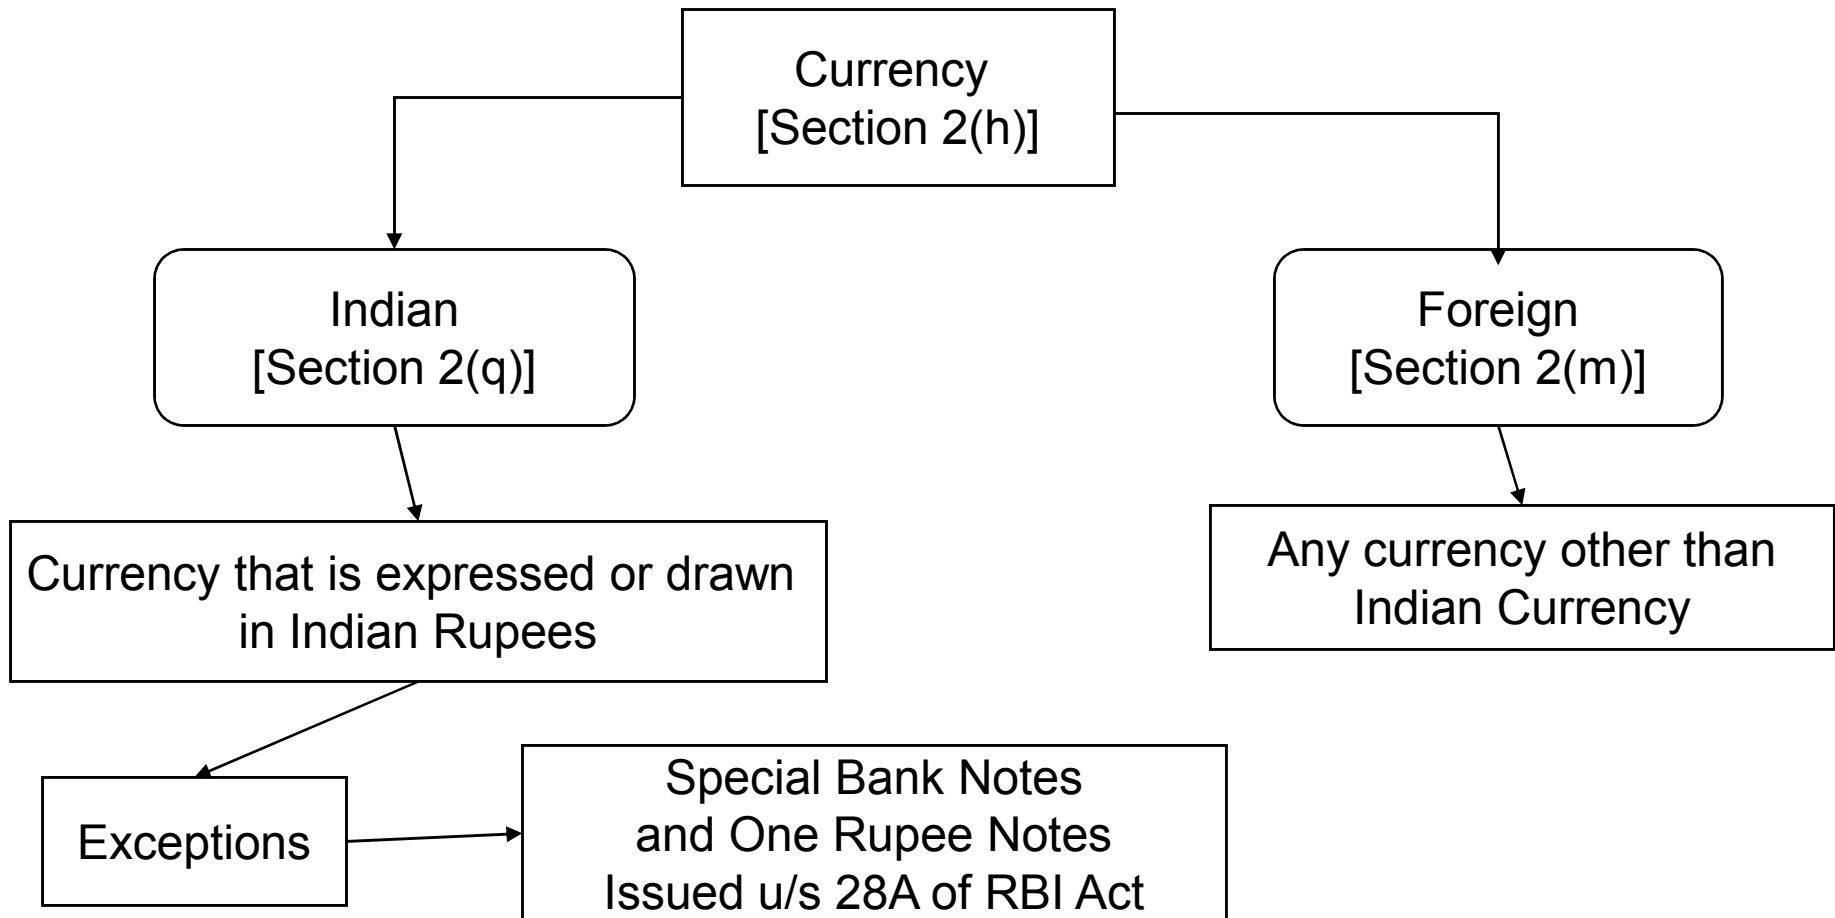 Currency
[Section 2(h)]
Indian
[Section 2(q)]
Foreign
[Section 2(m)]
Currency that is expressed or drawn
in Indian Rupees
Any currency other than
Indian Currency
Exceptions
Special Bank Notes
and One Rupee Notes
Issued u/s 28A of RBI Act